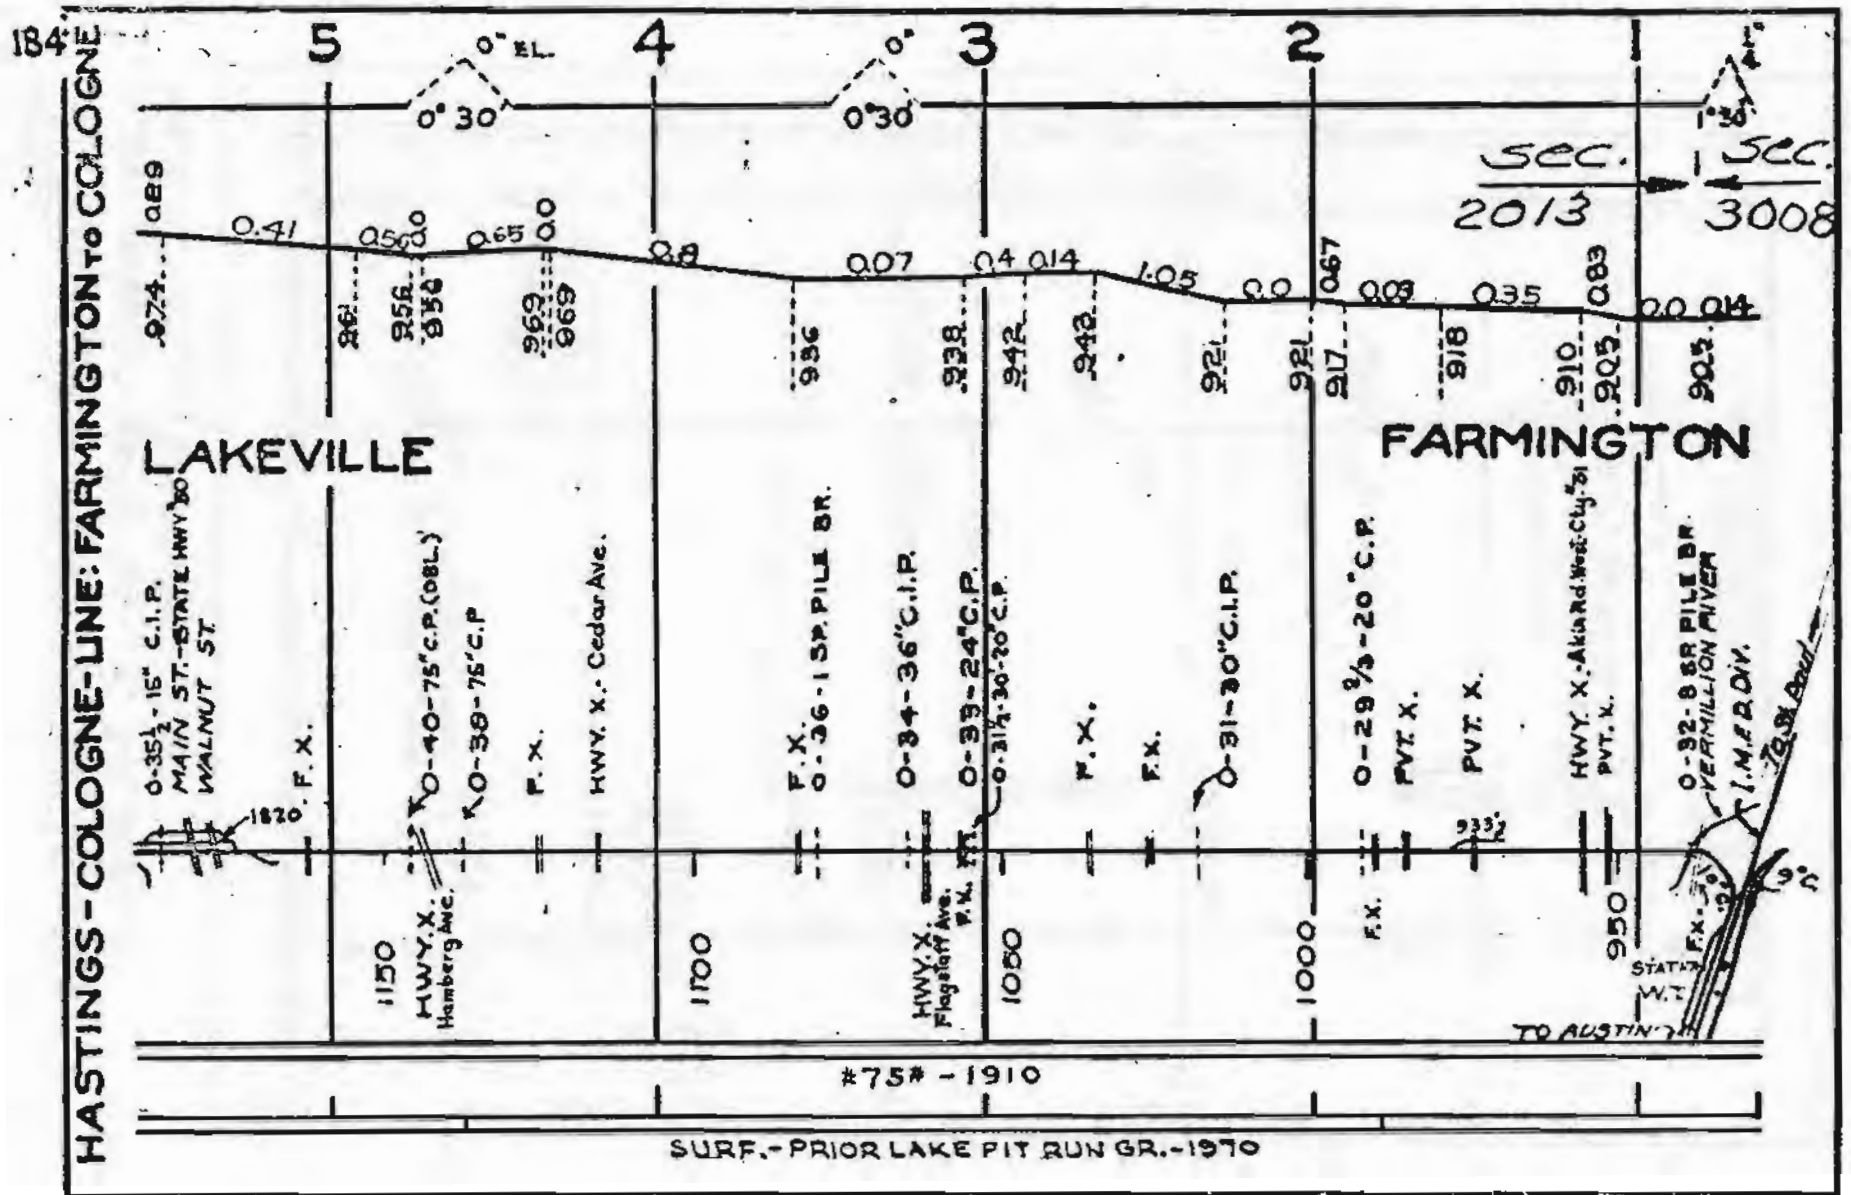 184
HASTINGS-COLOGNE-LINE: FARMINGTON TO COLOGNE
5
4
3
2
1
0" EL.
0"
0°30'
0°30
1°30'
SEC.
SEC.
2013
3008
0.89
0.41
0.0
0.65
0.0
0.8
0.07
0.4
0.14
1.05
0.0
0.67
0.03
0.35
0.83
0.0
0.14
974
961
956
956
969
969
936
938
942
943
921
921
917
918
910
905
905
LAKEVILLE
FARMINGTON
0-35½-15" C.I.P.
MAIN ST.-STATE HWY 50
WALNUT ST.
F. X.
0-40-75" C.P. (DBL.)
0-38-75" C.P
F. X.
HWY. X.-Cedar Ave.
F. X.
0-36-1 SP. PILE BR.
0-34-36" C.I.P.
0-33-24" C.P.
0-31½-30'-20" C.P.
F. X.
F. X.
0-31-30" C.I.P.
0-29⅔-20" C.P.
PVT. X.
PVT. X.
HWY. X.-Akin Rd. West-Cty. #31
PVT. X.
0-32-8 SP. PILE BR.
VERMILLION RIVER
I.M.& D. DIV.
To St. Paul
1820
933
9°C
1150
HWY. X.
Hamberg Ave.
1100
HWY. X.
Flagstaff Ave.
F.X.
1050
1000
F.X.
950
F.X.
W.T.
TO AUSTIN
#75# - 1910
SURF.-PRIOR LAKE PIT RUN GR.-1970